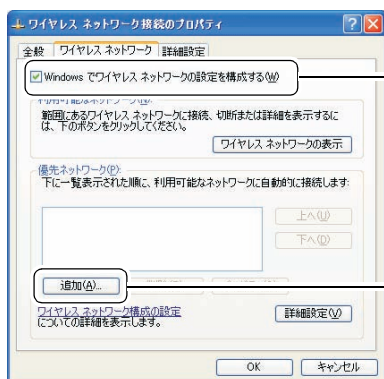 ワイヤレス ネットワーク接続のプロパティ
全般 ワイヤレス ネットワーク 詳細設定
Windows でワイヤレス ネットワークの設定を構成する(W)
範囲にあるワイヤレス ネットワークに接続、切断または詳細を表示するに
は、下のボタンをクリックしてください。
ワイヤレス ネットワークの表示
優先ネットワーク(P):
下に一覧表示された順に、利用可能なネットワークに自動的に接続します:
上へ(U)
下へ(D)
追加(A)...
ワイヤレス ネットワーク構成の設定
についての詳細を表示します。
詳細設定(V)
OK キャンセル